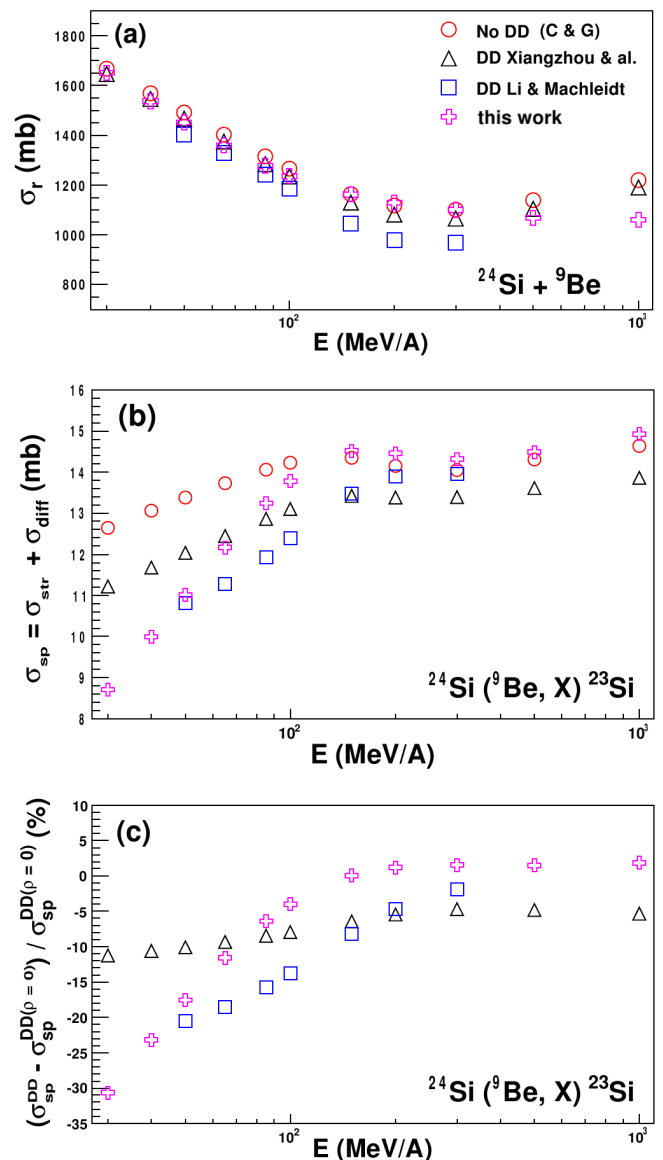 (a)
No DD (C & G)
DD Xiangzhou & al.
DD Li & Machleidt
this work
1800
1600
1400
1200
1000
800
σr (mb)
24Si + 9Be
10²
10³
E (MeV/A)
(b)
16
15
14
13
12
11
10
9
8
σsp = σstr + σdiff (mb)
24Si (9Be, X) 23Si
10²
10³
E (MeV/A)
(c)
10
5
0
-5
-10
-15
-20
-25
-30
-35
(σspDD - σspDD(ρ = 0)) / σspDD(ρ = 0) (%)
24Si (9Be, X) 23Si
10²
10³
E (MeV/A)